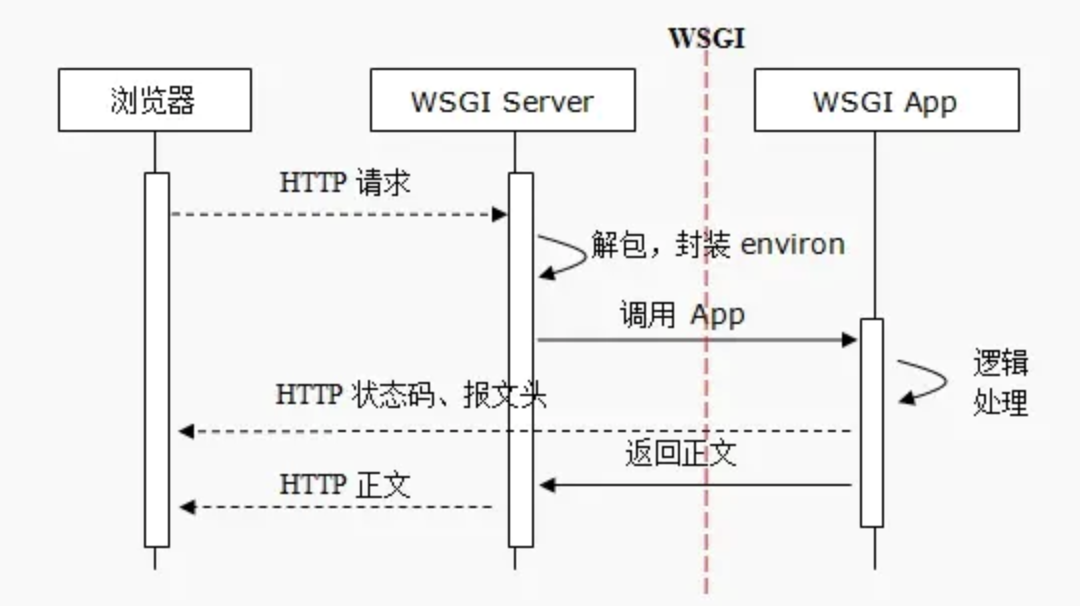 WSGI
浏览器
WSGI Server
WSGI App
HTTP 请求
解包，封装 environ
调用 App
逻辑
处理
HTTP 状态码、报文头
返回正文
HTTP 正文